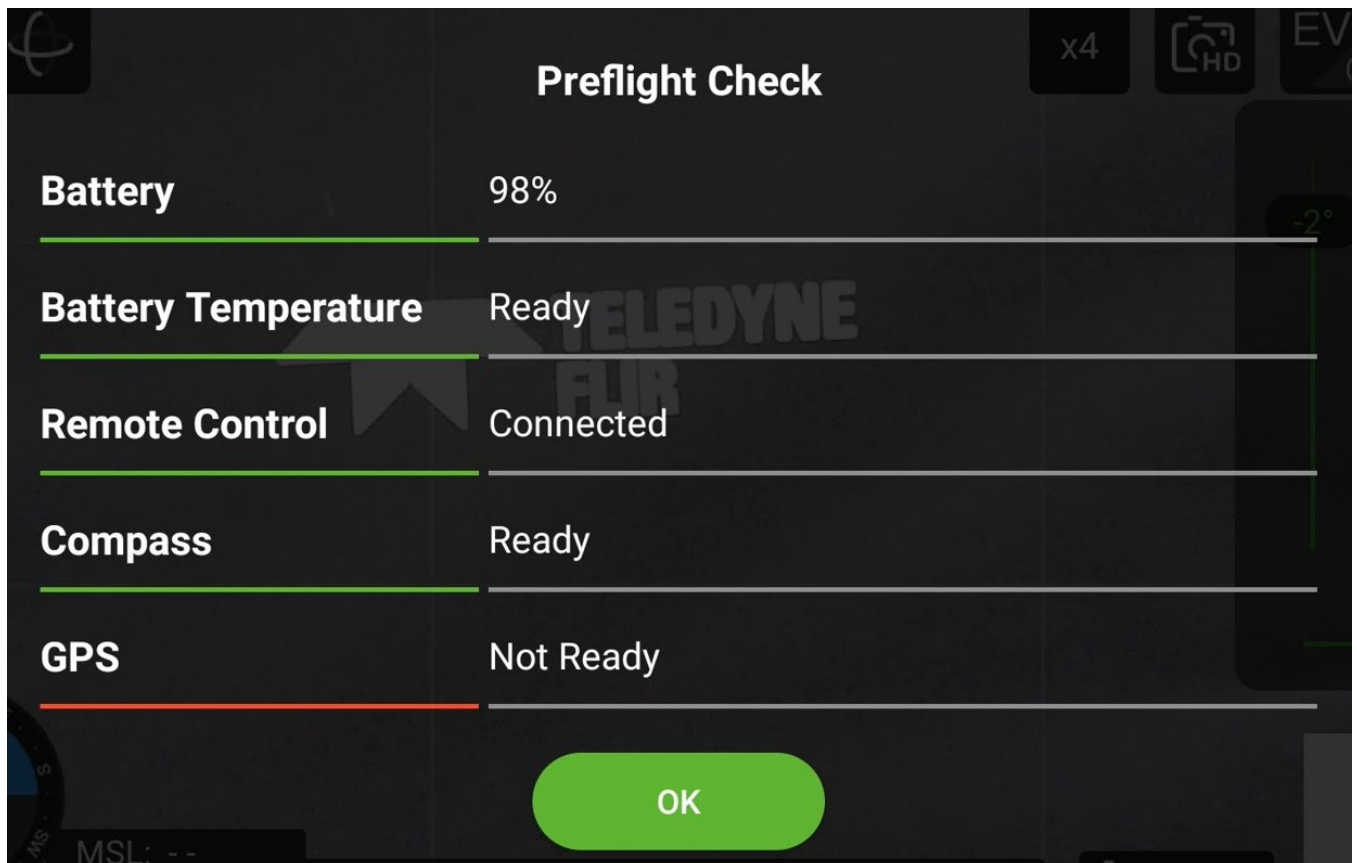 x4
HD
EV
Preflight Check
Battery
98%
-2°
Battery Temperature
Ready
TELEDYNE
FLIR
Remote Control
Connected
Compass
Ready
GPS
Not Ready
S
SW
OK
MSL: --